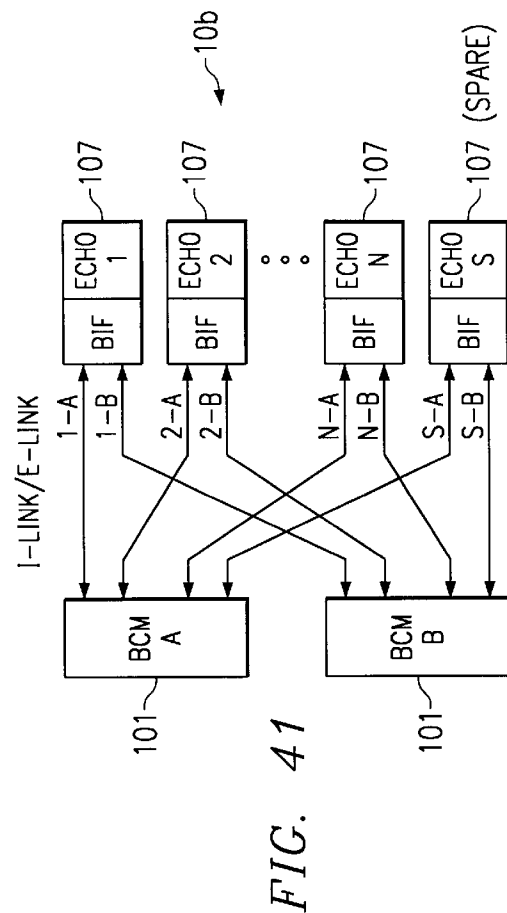 I-LINK/E-LINK
10b
107
107
107
107 (SPARE)
BIF
ECHO 1
BIF
ECHO 2
BIF
ECHO N
BIF
ECHO S
1-A
1-B
2-A
2-B
N-A
N-B
S-A
S-B
BCM A
BCM B
101
101
FIG. 41